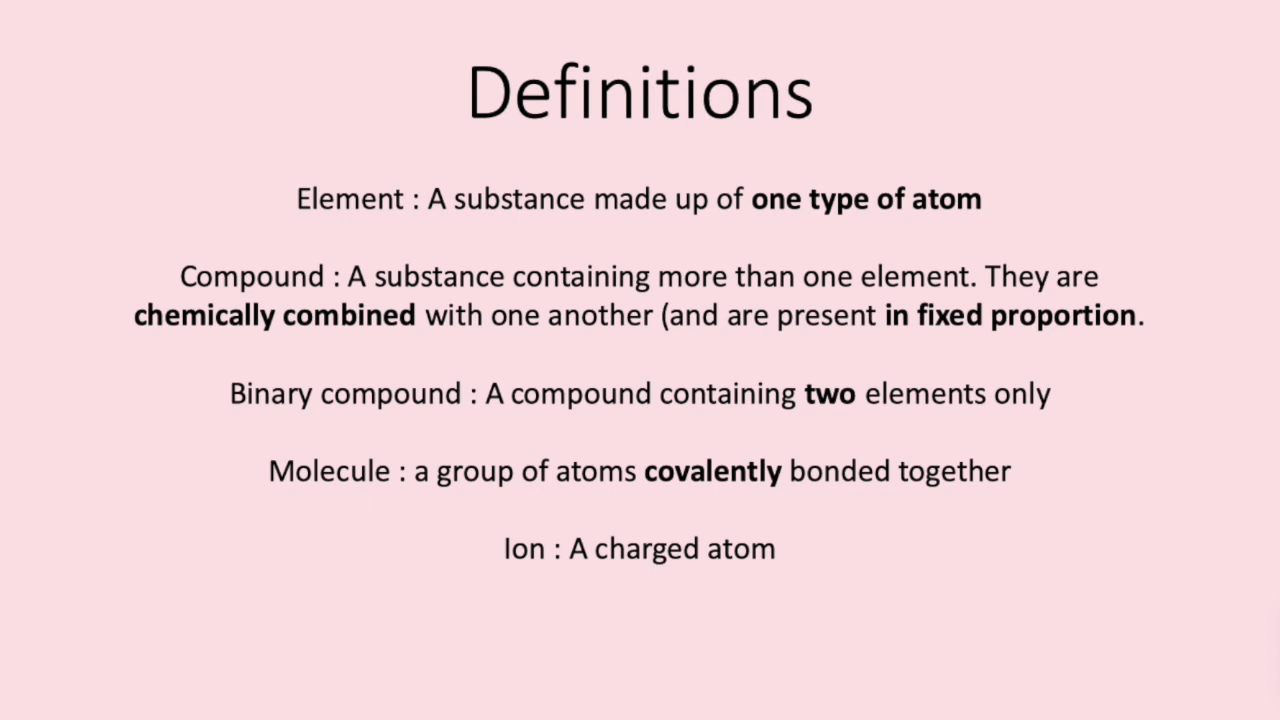 Definitions
Element : A substance made up of one type of atom
Compound : A substance containing more than one element. They are
chemically combined with one another (and are present in fixed proportion.
Binary compound : A compound containing two elements only
Molecule : a group of atoms covalently bonded together
Ion : A charged atom